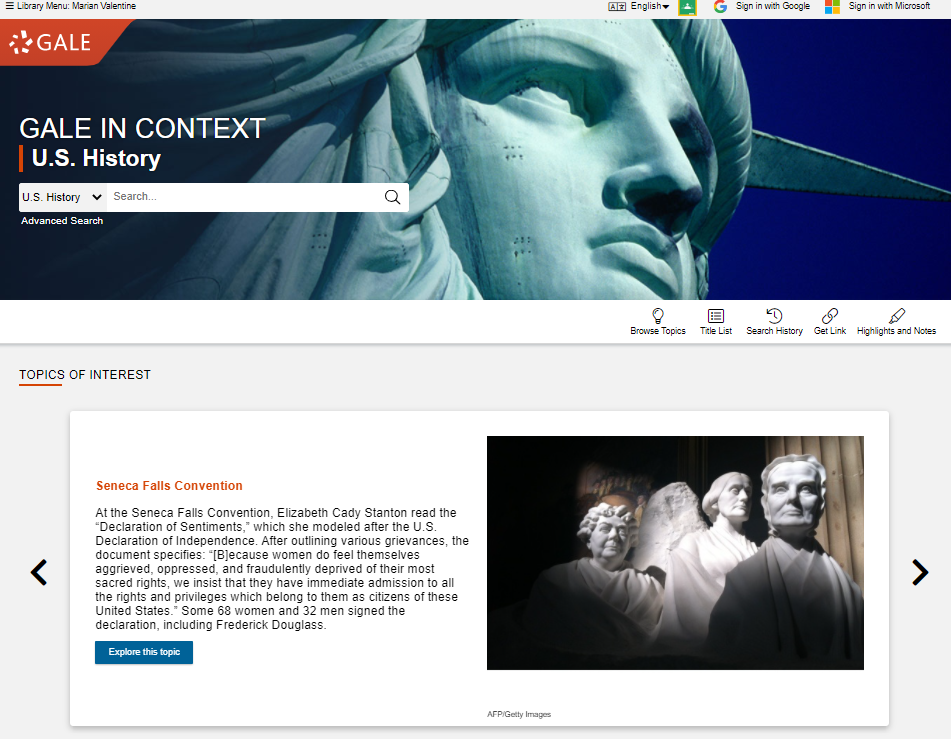 Library Menu: Marian Valentine
English
Sign in with Google
Sign in with Microsoft
GALE
GALE IN CONTEXT
U.S. History
U.S. History
Search...
Advanced Search
Browse Topics
Title List
Search History
Get Link
Highlights and Notes
TOPICS OF INTEREST
Seneca Falls Convention
At the Seneca Falls Convention, Elizabeth Cady Stanton read the
“Declaration of Sentiments,” which she modeled after the U.S.
Declaration of Independence. After outlining various grievances, the
document specifies: “[B]ecause women do feel themselves
aggrieved, oppressed, and fraudulently deprived of their most
sacred rights, we insist that they have immediate admission to all
the rights and privileges which belong to them as citizens of these
United States.” Some 68 women and 32 men signed the
declaration, including Frederick Douglass.
Explore this topic
AFP/Getty Images